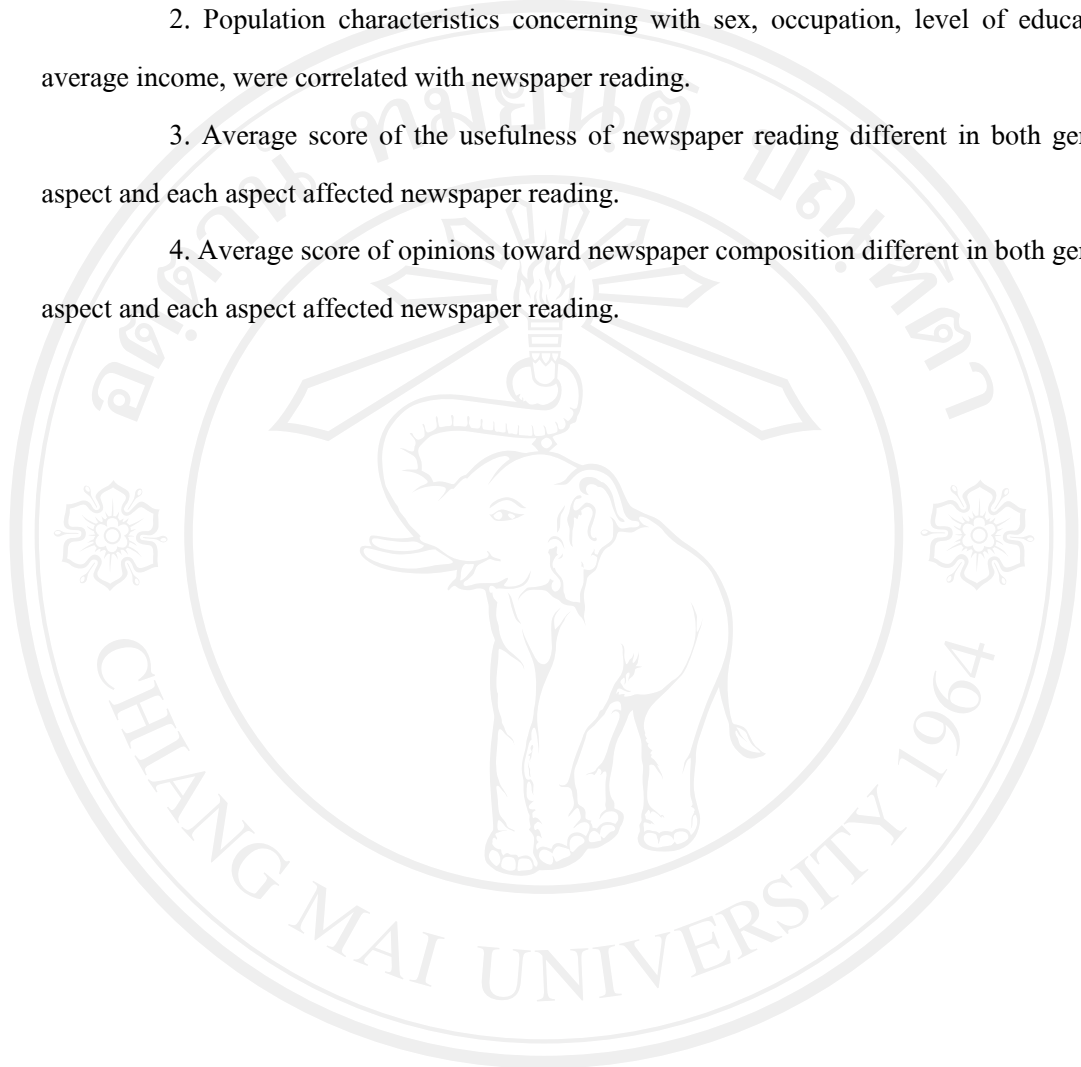 2. Population characteristics concerning with sex, occupation, level of educa
average income, were correlated with newspaper reading.
3. Average score of the usefulness of newspaper reading different in both ge
aspect and each aspect affected newspaper reading.
4. Average score of opinions toward newspaper composition different in both ge
aspect and each aspect affected newspaper reading.
CHIANG MAI UNIVERSITY 1964